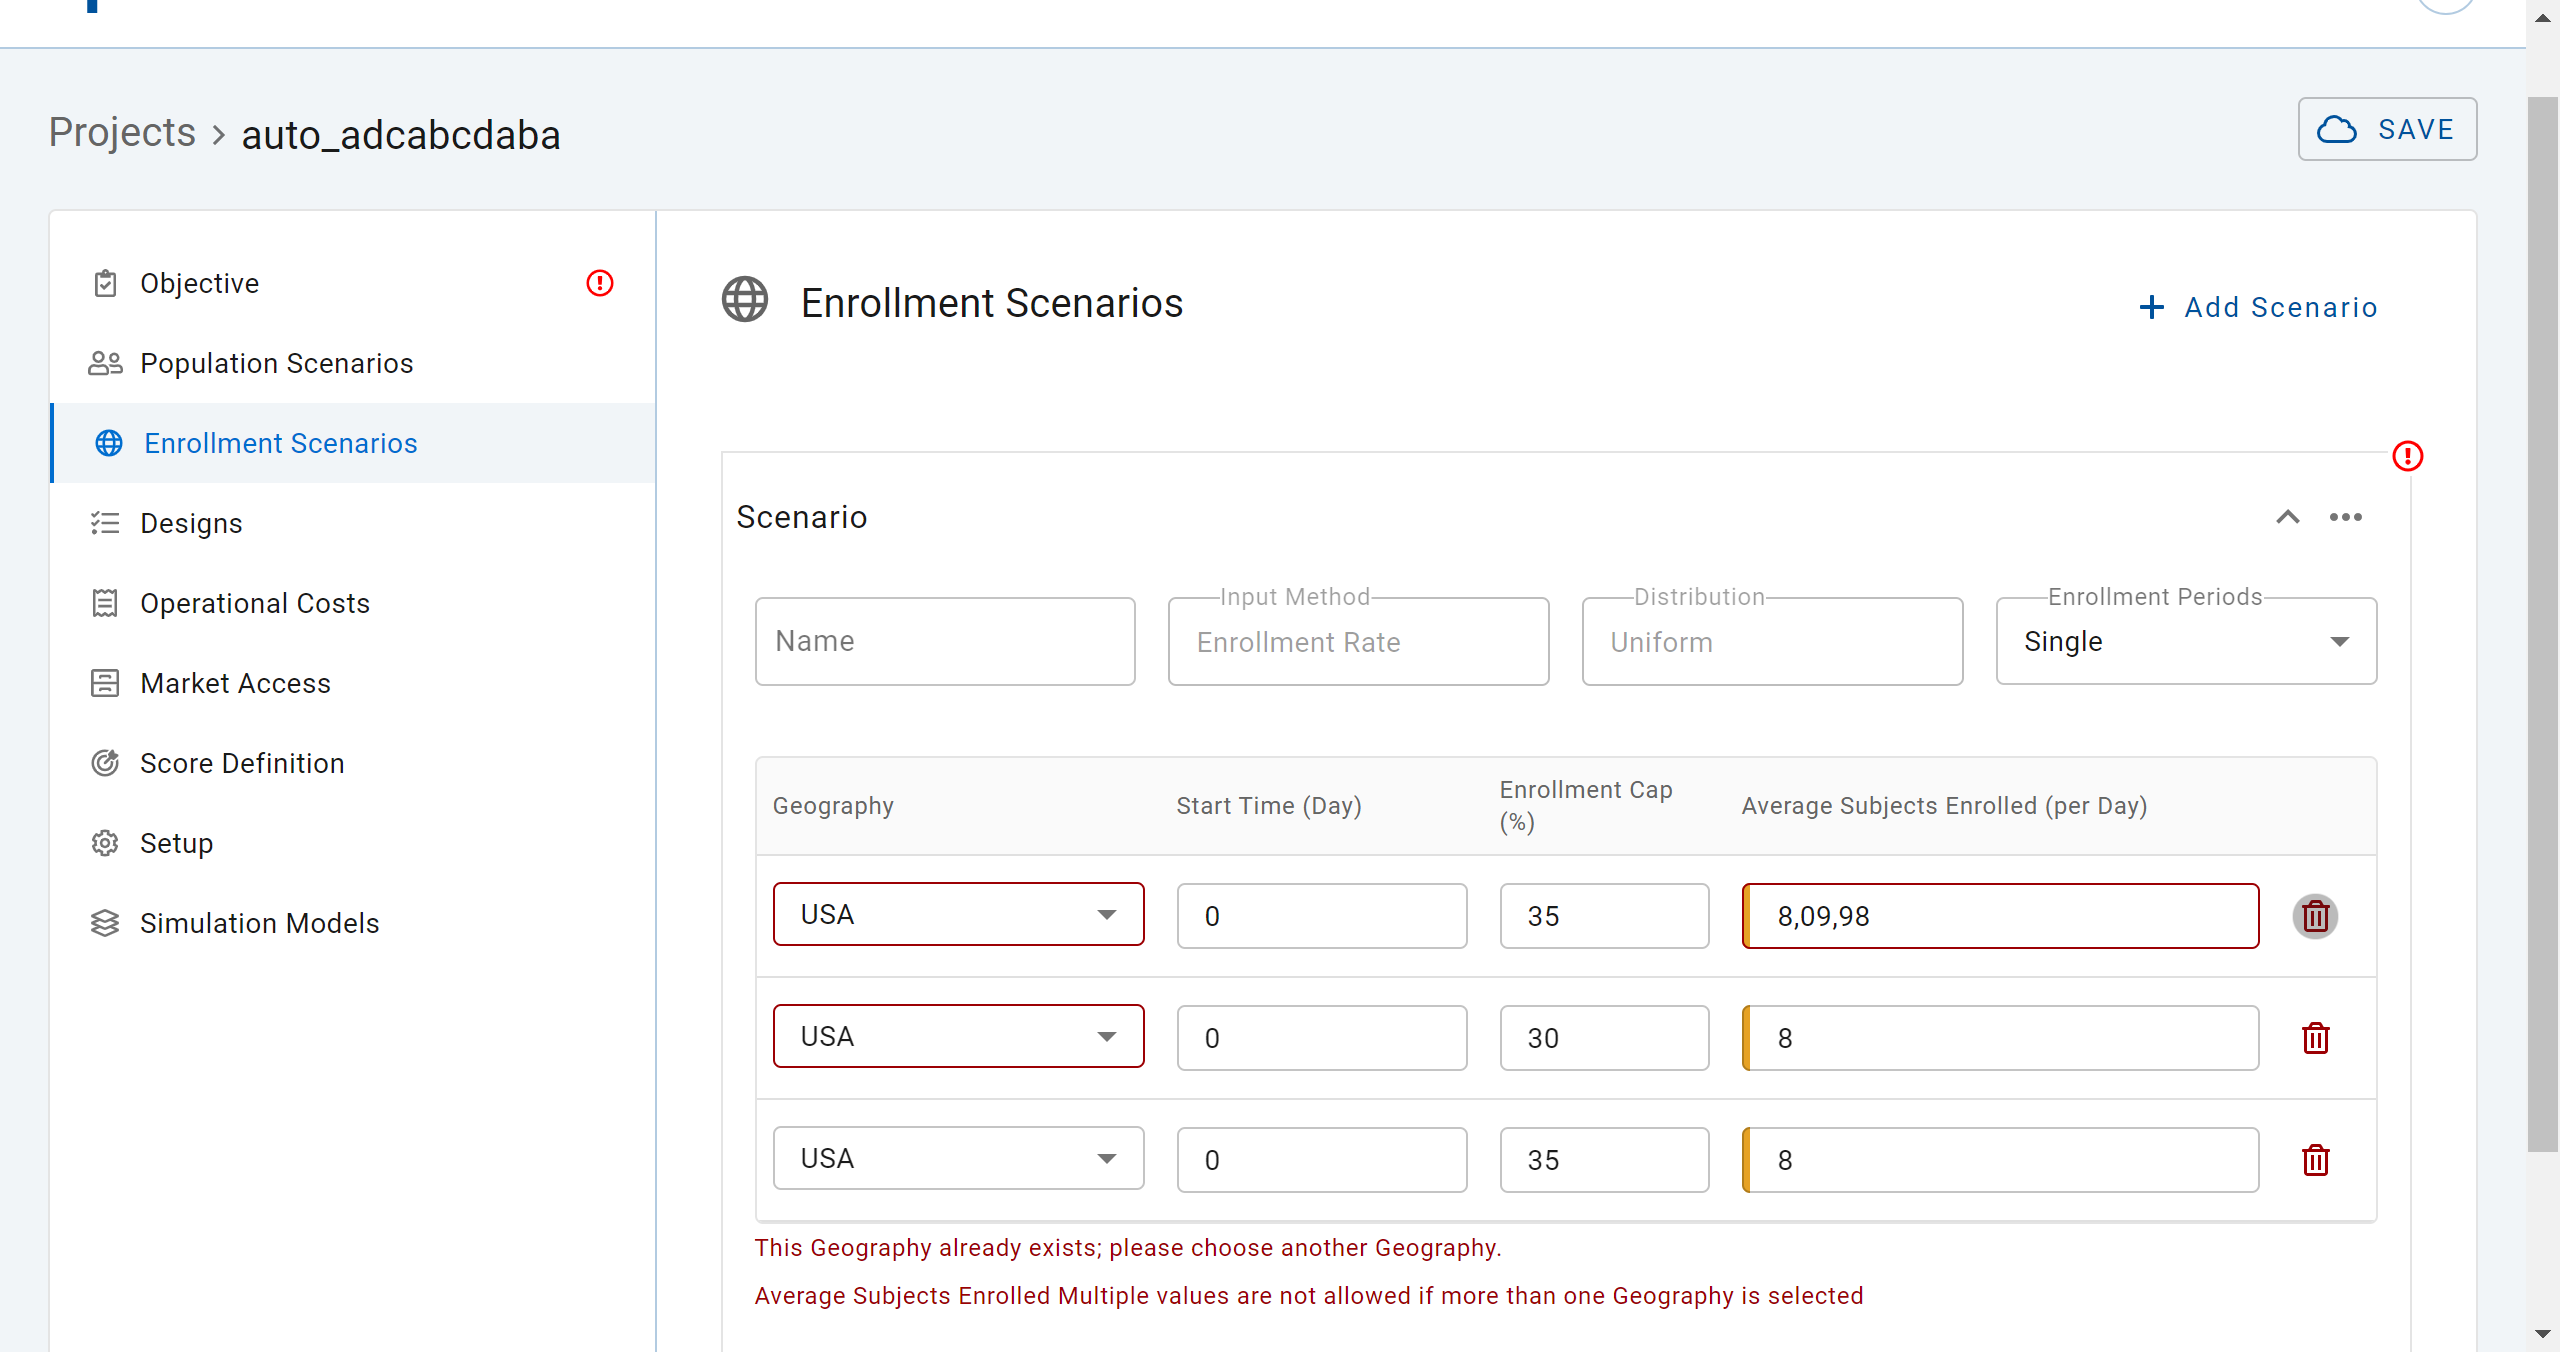 Projects > auto_adcabcdaba
SAVE
Objective
Population Scenarios
Enrollment Scenarios
Designs
Operational Costs
Market Access
Score Definition
Setup
Simulation Models
Enrollment Scenarios
+ Add Scenario
Scenario
Name
Input Method
Enrollment Rate
Distribution
Uniform
Enrollment Periods
Single
Geography
Start Time (Day)
Enrollment Cap
(%)
Average Subjects Enrolled (per Day)
USA 0 35 8,09,98
USA 0 30 8
USA 0 35 8
This Geography already exists; please choose another Geography.
Average Subjects Enrolled Multiple values are not allowed if more than one Geography is selected